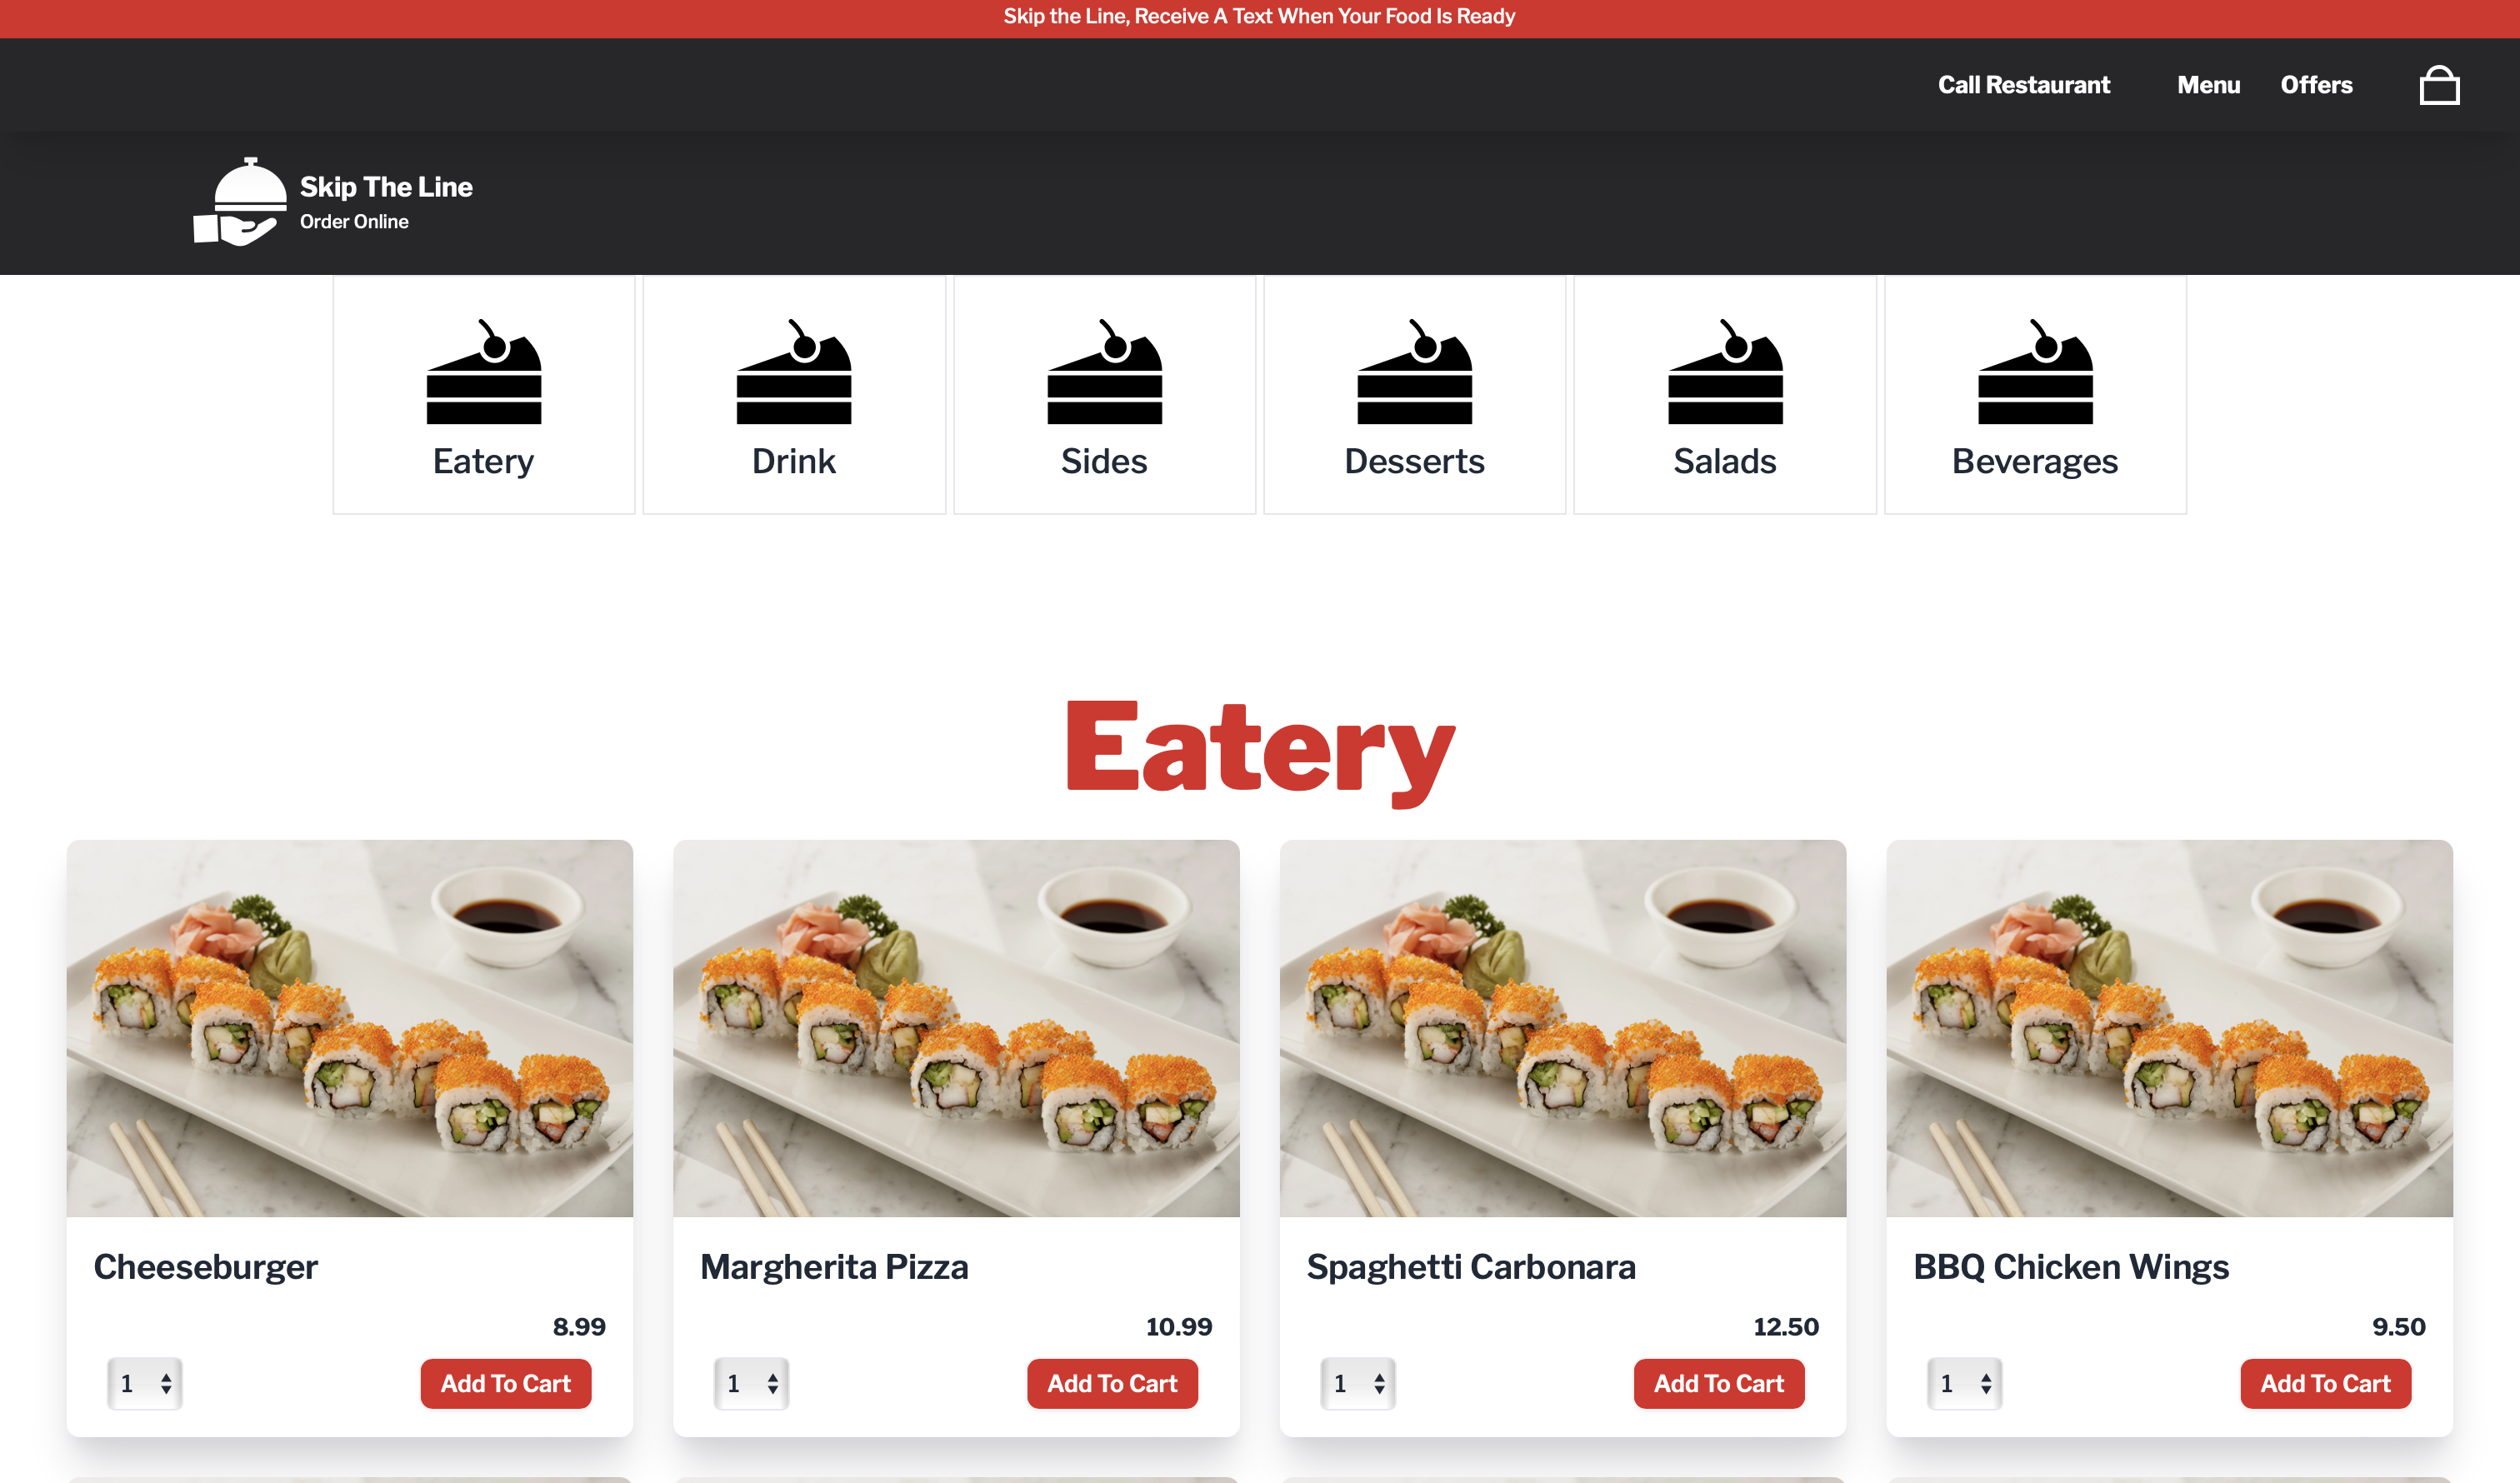 Skip the Line, Receive A Text When Your Food Is Ready
Call Restaurant Menu Offers
Skip The Line
Order Online
Eatery Drink Sides Desserts Salads Beverages
Eatery
Cheeseburger Margherita Pizza Spaghetti Carbonara BBQ Chicken Wings
8.99 10.99 12.50 9.50
1 Add To Cart 1 Add To Cart 1 Add To Cart 1 Add To Cart